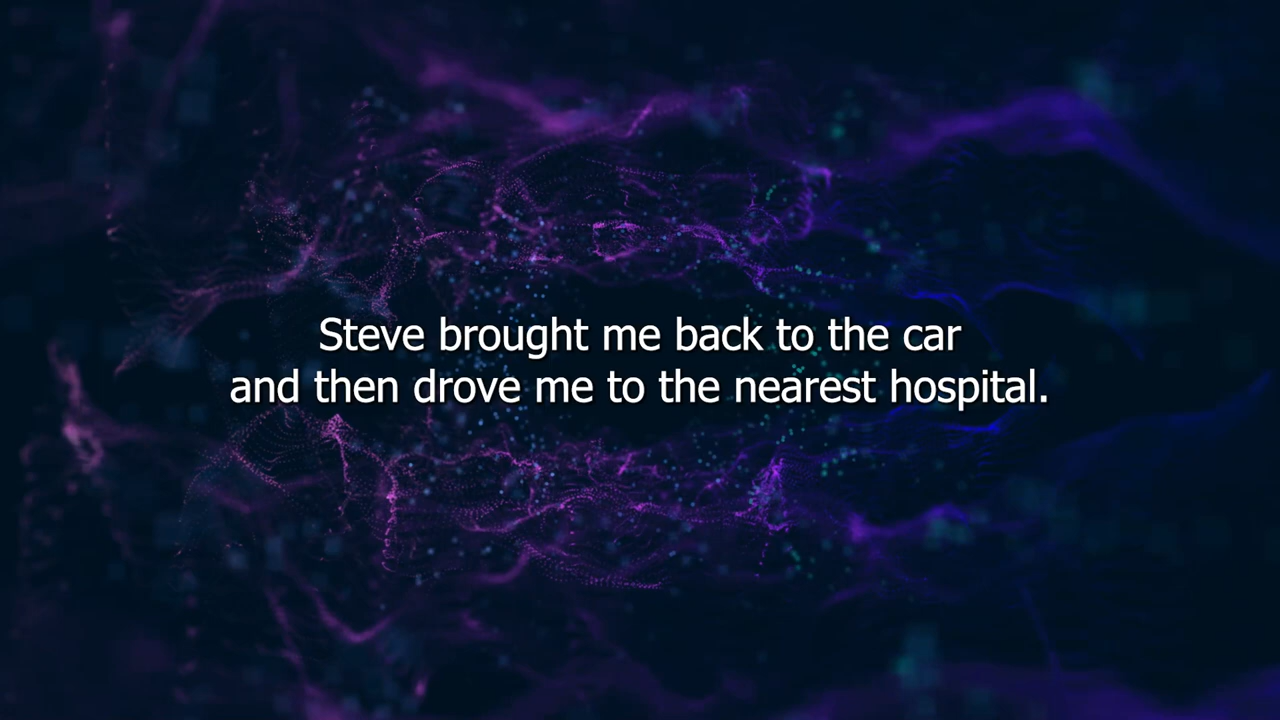 Steve brought me back to the car
and then drove me to the nearest hospital.